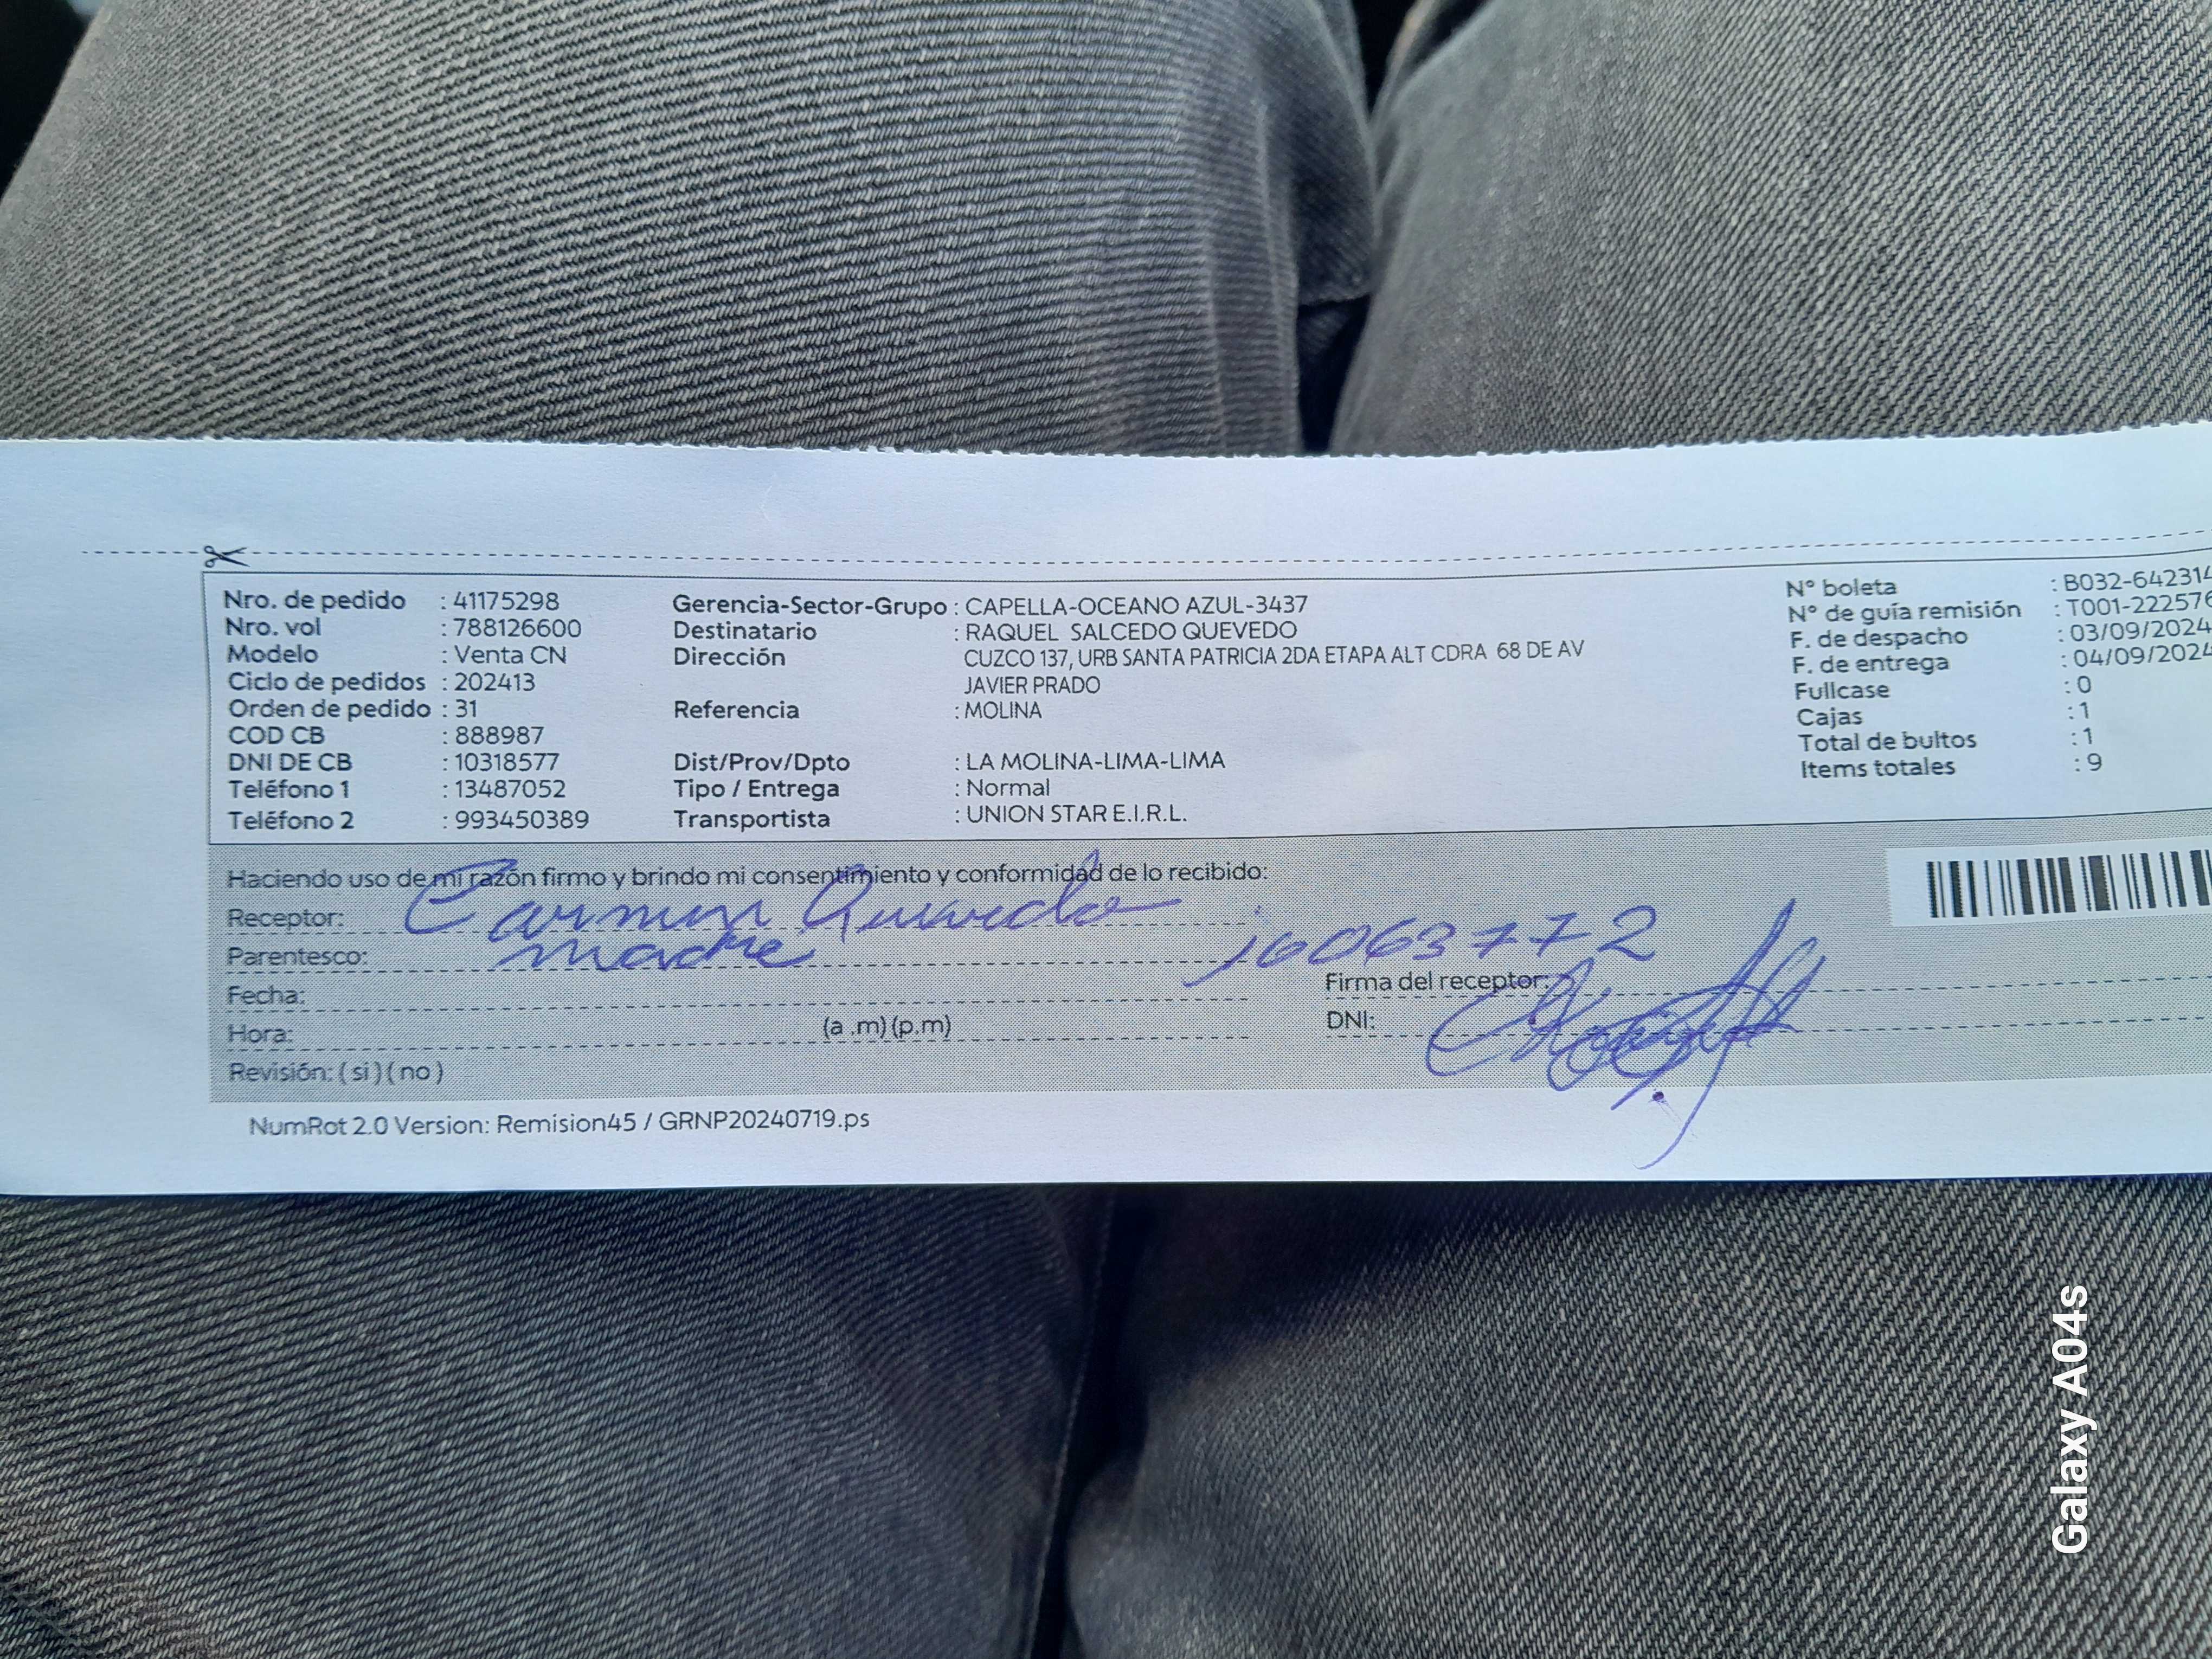 Nro. de pedido : 41175298
Nro. vol : 788126600
Modelo : Venta CN
Ciclo de pedidos : 202413
Orden de pedido : 31
COD CB : 888987
DNI DE CB : 10318577
Teléfono 1 : 13487052
Teléfono 2 : 993450389
Gerencia-Sector-Grupo : CAPELLA-OCEANO AZUL-3437
Destinatario : RAQUEL SALCEDO QUEVEDO
Dirección CUZCO 137, URB SANTA PATRICIA 2DA ETAPA ALT CDRA 68 DE AV
JAVIER PRADO
Referencia : MOLINA
Dist/Prov/Dpto : LA MOLINA-LIMA-LIMA
Tipo / Entrega : Normal
Transportista : UNION STAR E.I.R.L.
N° boleta : B032-642314
N° de guía remisión : T001-222576
F. de despacho : 03/09/2024
F. de entrega : 04/09/2024
Fullcase : 0
Cajas : 1
Total de bultos : 1
Items totales : 9
Haciendo uso de mi razón firmo y brindo mi consentimiento y conformidad de lo recibido:
Receptor: Carmen Quevedo
Parentesco: madre 10063772
Fecha:
Hora: (a .m) (p.m)
Revisión: ( si ) ( no )
Firma del receptor:
DNI:
NumRot 2.0 Version: Remision45 / GRNP20240719.ps
Galaxy A04s